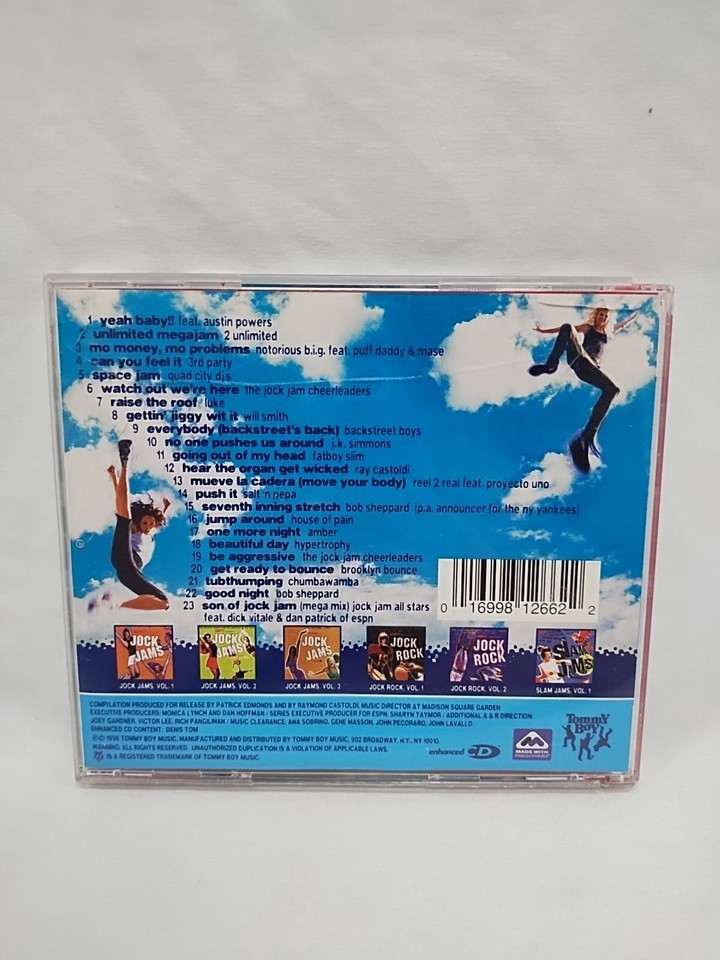 1 yeah baby!! feat. austin powers
2 unlimited megajam 2 unlimited
3 mo money, mo problems notorious b.i.g. feat. puff daddy & mase
4 can you feel it 3rd party
5 space jam quad city djs
6 watch out we're here the jock jam cheerleaders
7 raise the roof luke
8 gettin' jiggy wit it will smith
9 everybody (backstreet's back) backstreet boys
10 no one pushes us around j.k. simmons
11 going out of my head fatboy slim
12 hear the organ get wicked ray castoldi
13 mueve la cadera (move your body) reel 2 real feat. proyecto uno
14 push it salt 'n pepa
15 seventh inning stretch bob sheppard (p.a. announcer for the ny yankees)
16 jump around house of pain
17 one more night amber
18 beautiful day hypertrophy
19 be aggressive the jock jam cheerleaders
20 get ready to bounce brooklyn bounce
21 tubthumping chumbawamba
22 good night bob sheppard
23 son of jock jam (mega mix) jock jam all stars
feat. dick vitale & dan patrick of espn
0 16998 12662 2
JOCK JAMS
JOCK JAMS
JOCK JAMS
JOCK ROCK
JOCK ROCK
SLAM JAMS
JOCK JAMS, VOL. 1
JOCK JAMS, VOL. 2
JOCK JAMS, VOL. 3
JOCK ROCK, VOL. 1
JOCK ROCK, VOL. 2
SLAM JAMS, VOL. 1
COMPILATION PRODUCED FOR RELEASE BY PATRICK EDMONDS AND BY RAYMOND CASTOLDI, MUSIC DIRECTOR AT MADISON SQUARE GARDEN
EXECUTIVE PRODUCERS: MONICA LYNCH AND DAN HOFFMAN / SERIES EXECUTIVE PRODUCER FOR ESPN: SHARYN TAYMOR / ADDITIONAL A & R DIRECTION:
JOEY GARDNER, VICTOR LEE, RICH PANGILINAN / MUSIC CLEARANCE: ANA SOBRINO, GENE MASSON, JOHN PECORARO, JOHN LAVALLO
ENHANCED CD CONTENT: DENIS TOM
℗© 1998 TOMMY BOY MUSIC, MANUFACTURED AND DISTRIBUTED BY TOMMY BOY MUSIC, 902 BROADWAY, N.Y., N.Y. 10010.
WARNING: ALL RIGHTS RESERVED. UNAUTHORIZED DUPLICATION IS A VIOLATION OF APPLICABLE LAWS.
IS A REGISTERED TRADEMARK OF TOMMY BOY MUSIC
enhanced CD
MADE WITH
MACROMEDIA
Tommy Boy